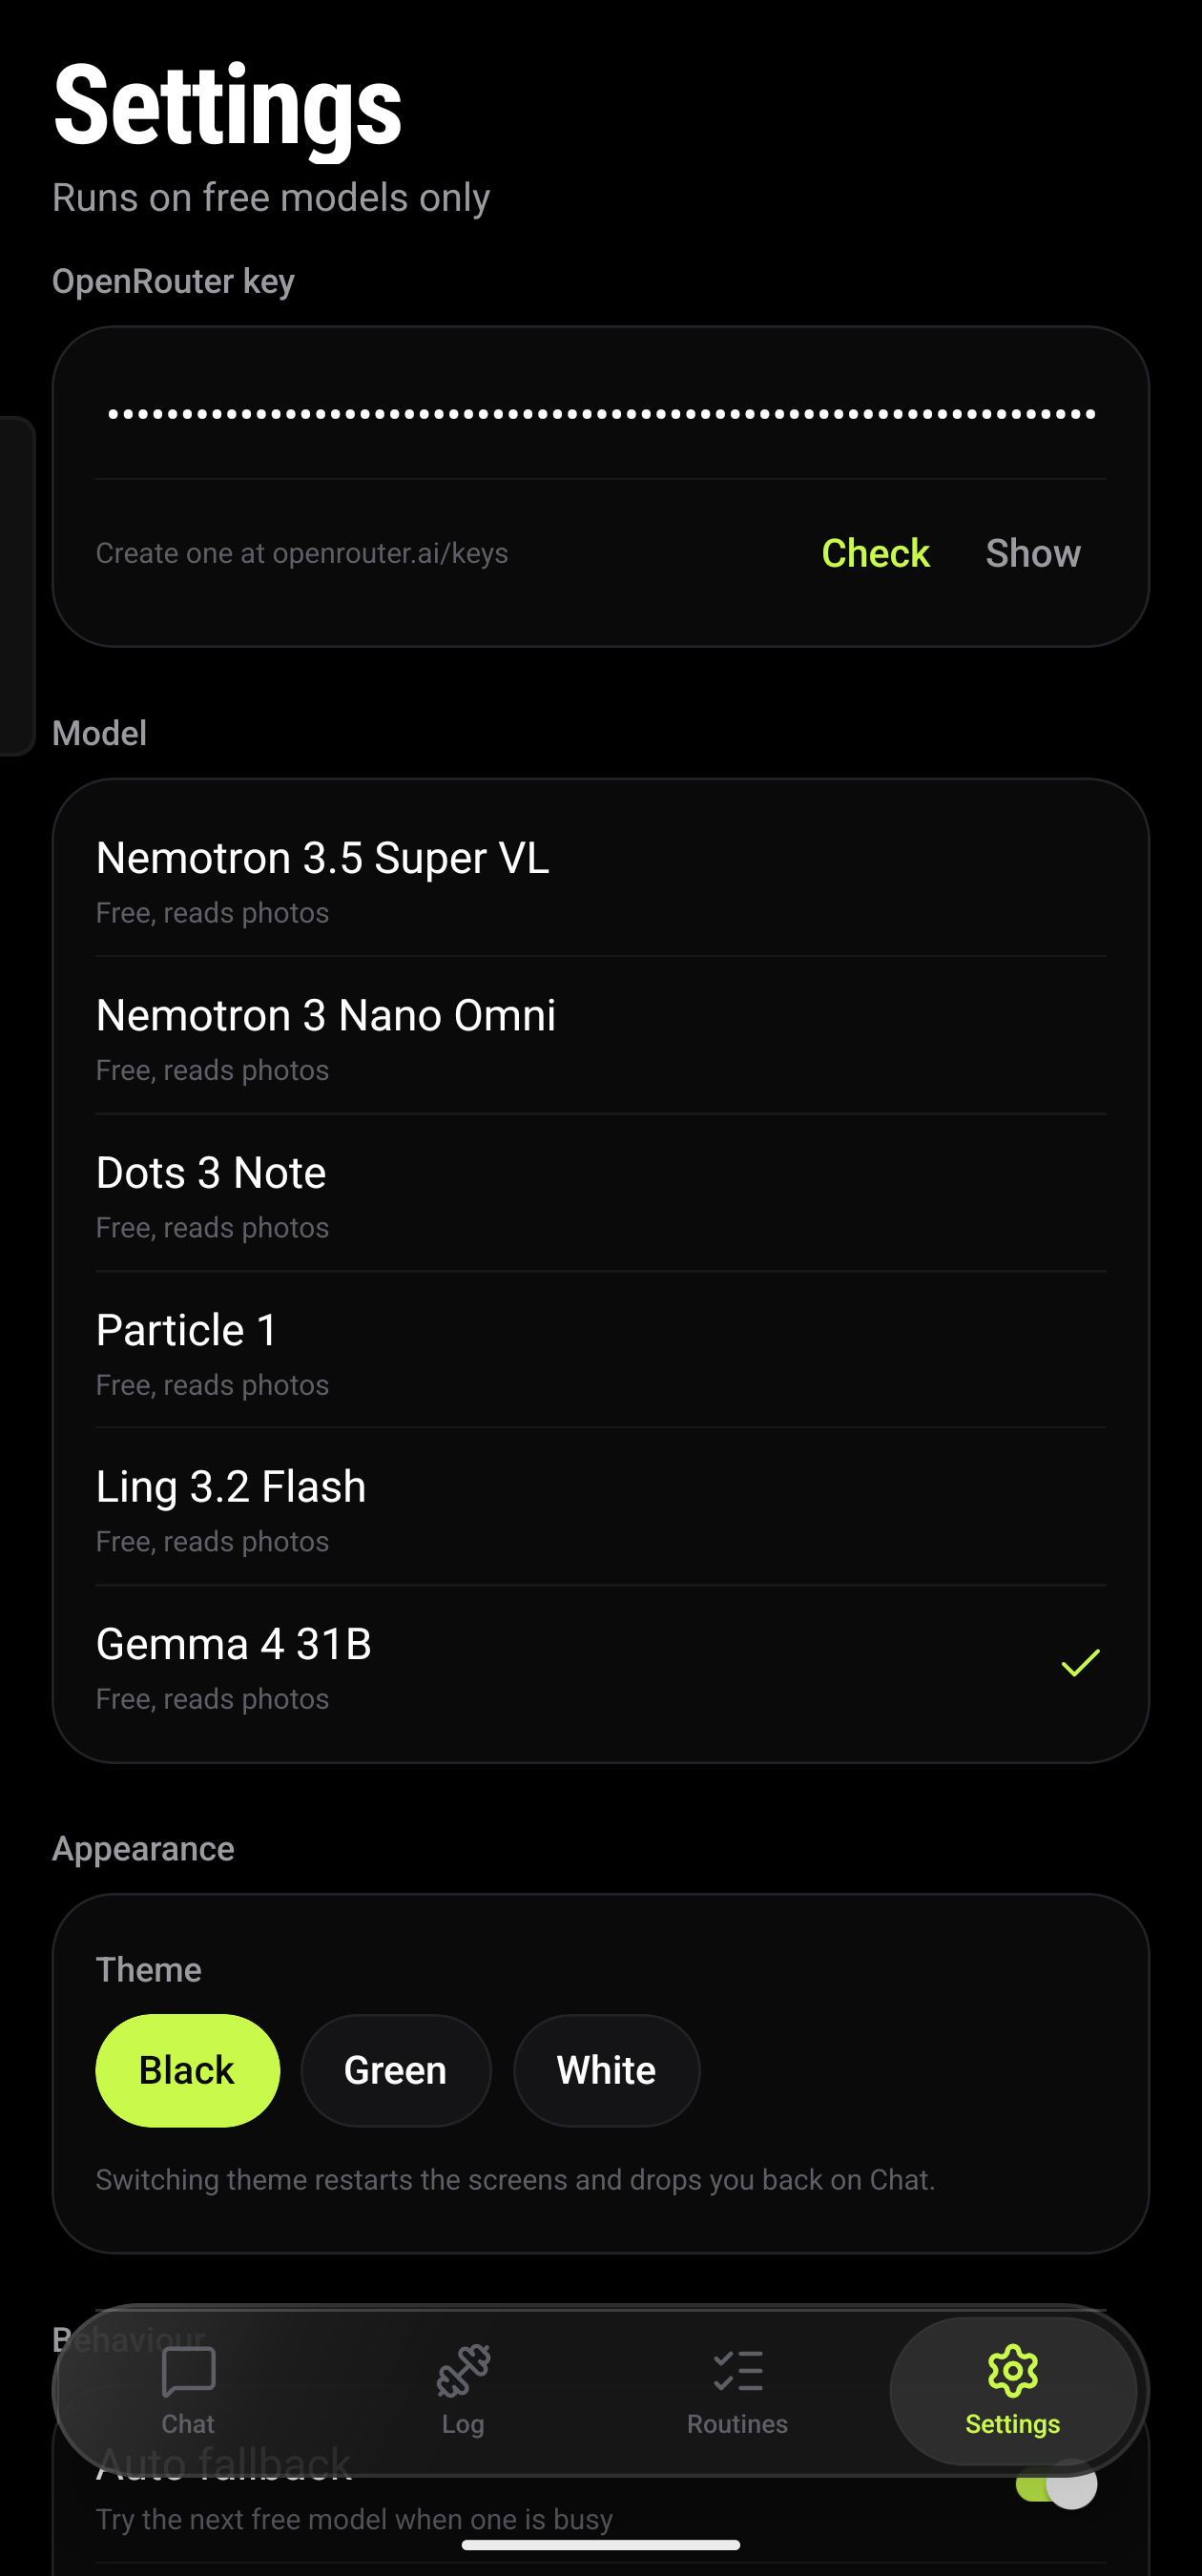 Settings
Runs on free models only
OpenRouter key
••••••••••••••••••••••••••••••••••••••••••••••••••••••••••••••••••
Create one at openrouter.ai/keys
Check
Show
Model
Nemotron 3.5 Super VL
Free, reads photos
Nemotron 3 Nano Omni
Free, reads photos
Dots 3 Note
Free, reads photos
Particle 1
Free, reads photos
Ling 3.2 Flash
Free, reads photos
Gemma 4 31B
Free, reads photos
Appearance
Theme
Black
Green
White
Switching theme restarts the screens and drops you back on Chat.
Behaviour
Chat
Log
Routines
Settings
Auto fallback
Try the next free model when one is busy